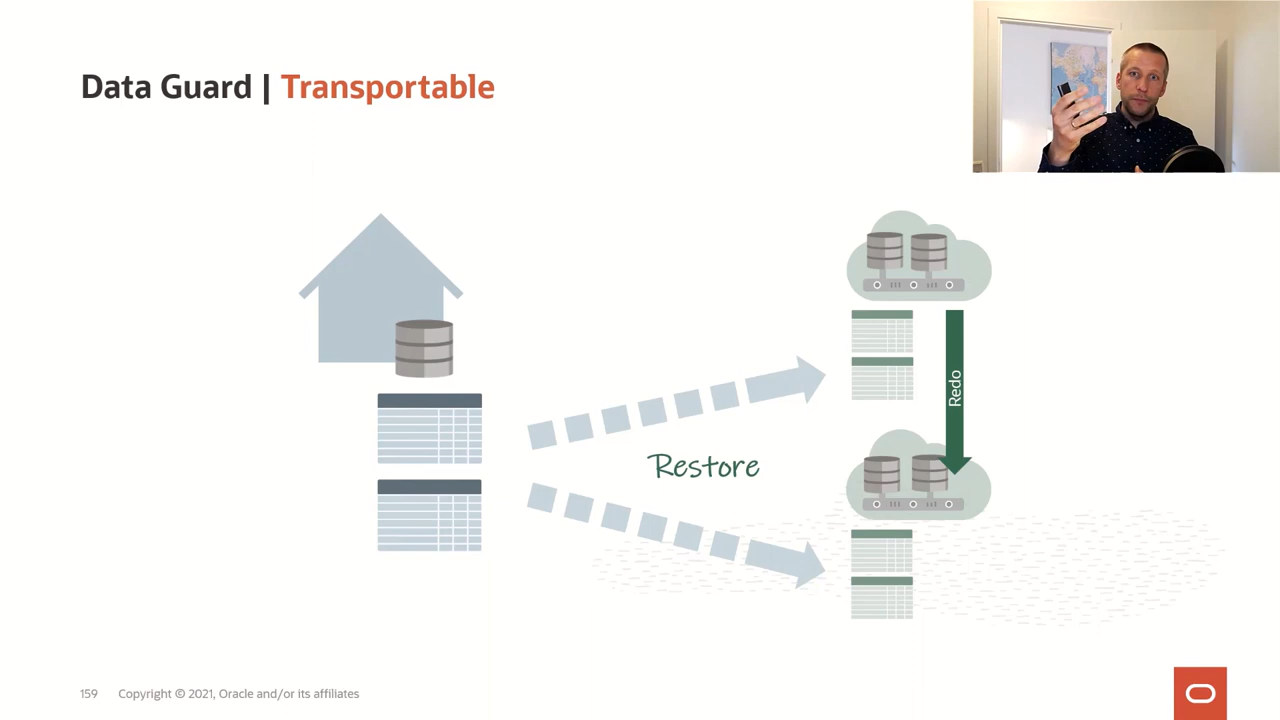 Data Guard | Transportable
Restore
Redo
159 Copyright © 2021, Oracle and/or its affiliates